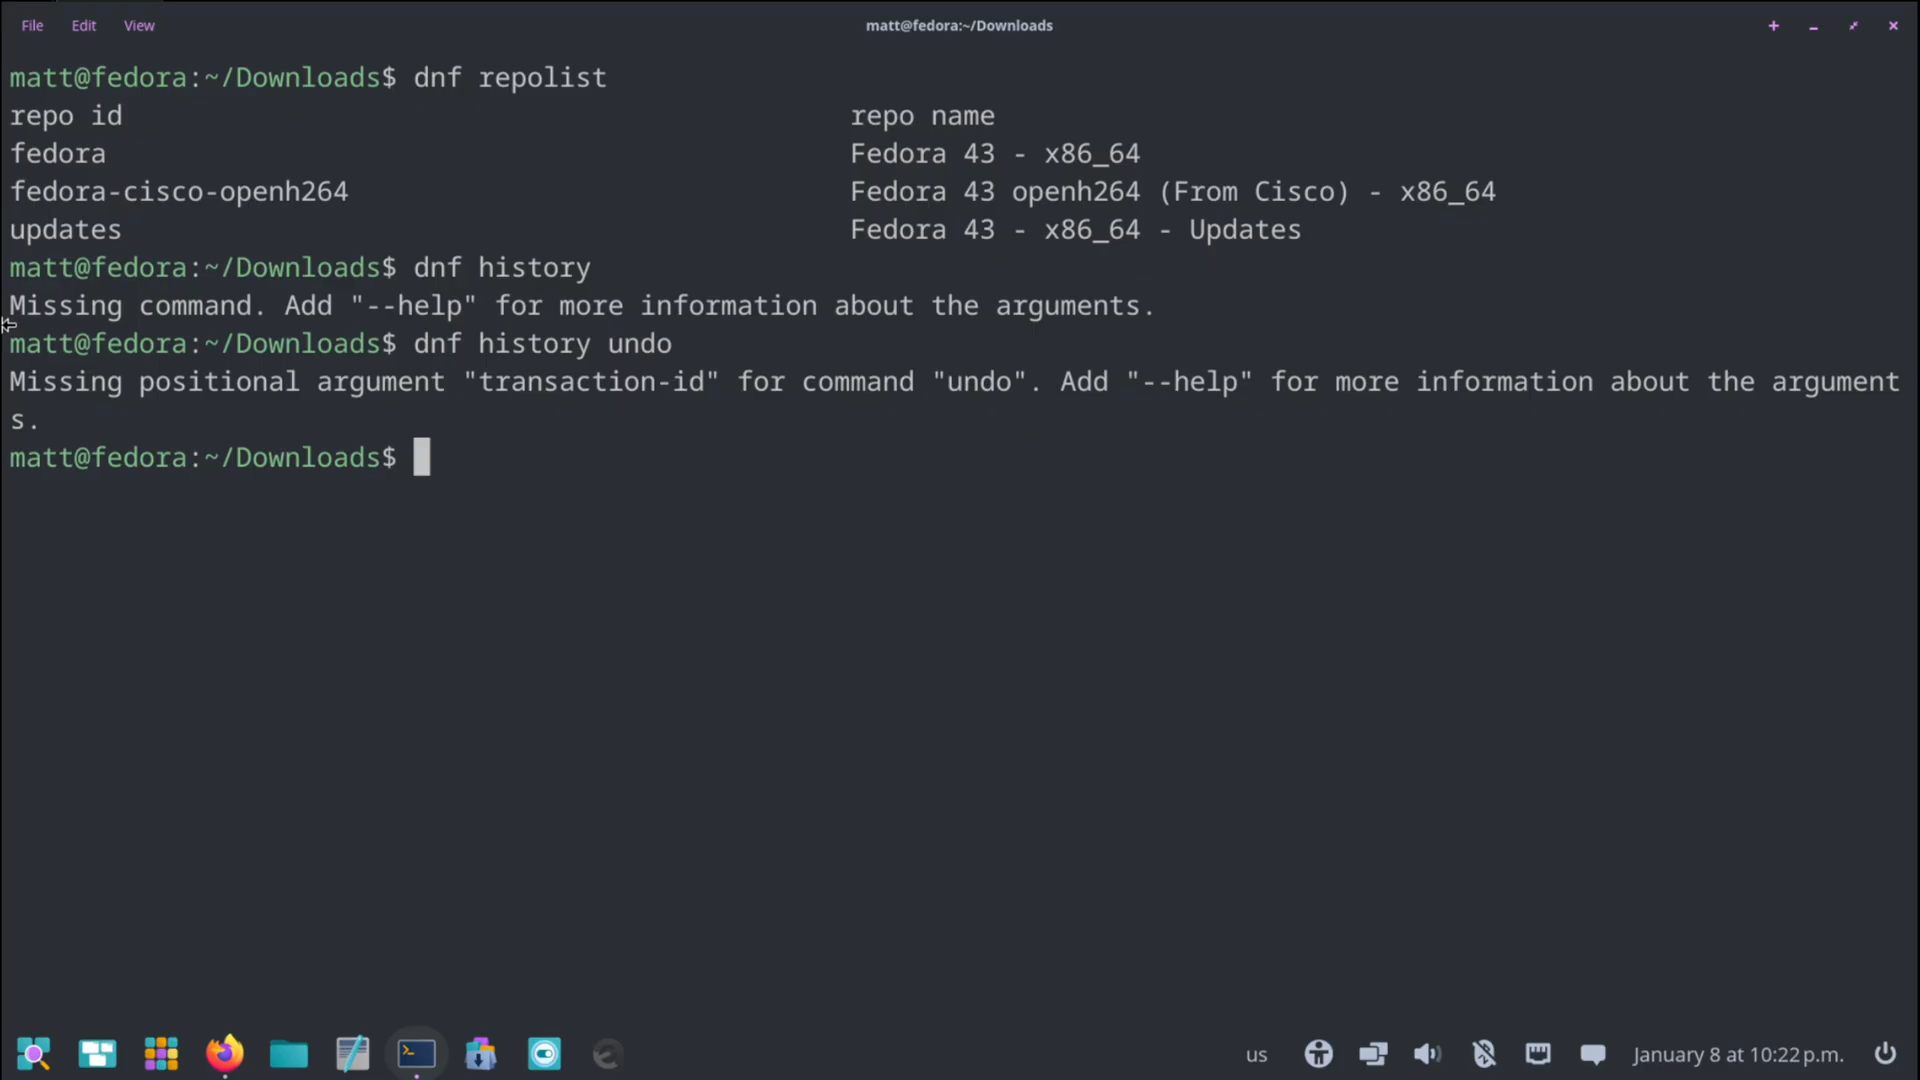 File Edit View matt@fedora:~/Downloads
matt@fedora:~/Downloads$ dnf repolist
repo id repo name
fedora Fedora 43 - x86_64
fedora-cisco-openh264 Fedora 43 openh264 (From Cisco) - x86_64
updates Fedora 43 - x86_64 - Updates
matt@fedora:~/Downloads$ dnf history
Missing command. Add "--help" for more information about the arguments.
matt@fedora:~/Downloads$ dnf history undo
Missing positional argument "transaction-id" for command "undo". Add "--help" for more information about the argument
s.
matt@fedora:~/Downloads$
us January 8 at 10:22 p.m.